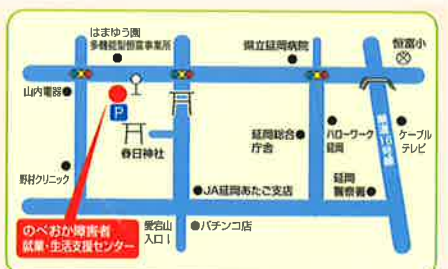 はまゆう園
多機能型恒富事業所
県立延岡病院
恒富小
山内電器
P
春日神社
延岡総合
庁舎
ハローワーク
延岡
県道16号線
ケーブル
テレビ
野村クリニック
JA延岡あたご支店
延岡
警察署
のべおか障害者
就業・生活支援センター
愛宕山
入口
パチンコ店